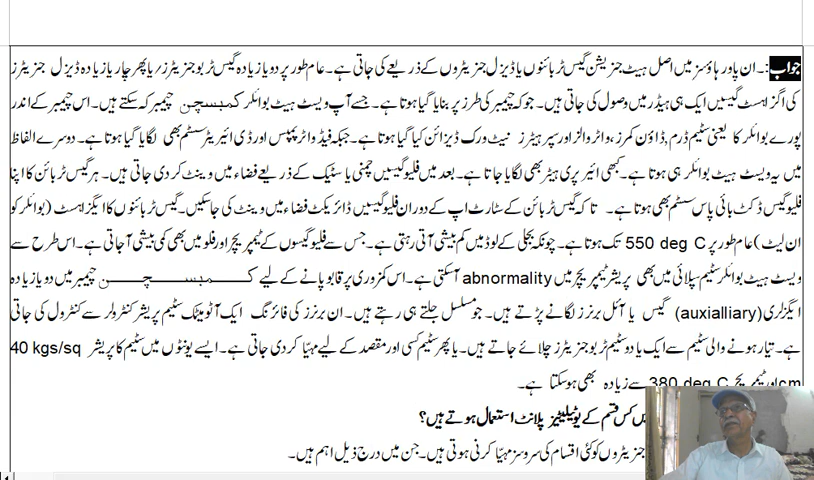 جواب:۔ ان پاور ہاؤسز میں اصل ہیٹ جنریشن گیس ٹربائنوں یا ڈیزل جنریٹروں کے ذریعے کی جاتی ہے۔ عام طور پر دو یا زیادہ گیس ٹربو جنریٹرز / یا پھر چار یا زیادہ ڈیزل جنریٹرز
کی اگزاہسٹ گیسیں ایک ہی ہیڈر میں وصول کی جاتی ہیں۔ جو کہ چیمبر کی طرز پر بنایا گیا ہوتا ہے۔ جسے آپ ویسٹ ہیٹ بوائلر کمبسچن چیمبر کہہ سکتے ہیں۔ اس چیمبر کے اندر
پورے بوائلر کا یعنی سٹیم ڈرم، ڈاؤن کمرز، واٹر والز اور سپر ہیٹرز نیٹ ورک ڈیزائن کیا گیا ہوتا ہے۔ جبکہ فیڈ واٹر پمپس اور ڈی ائیریٹر سسٹم بھی لگایا گیا ہوتا ہے۔ دوسرے الفاظ
میں یہ ویسٹ ہیٹ بوائلر ہی ہوتا ہے۔ کبھی ائیر پری ہیٹر بھی لگایا جاتا ہے۔ بعد میں فلیو گیسیں چمنی یا سٹیک کے ذریعے فضاء میں وینٹ کر دی جاتی ہیں۔ ہر گیس ٹربائن کا اپنا
فلیو گیس ڈکٹ بائی پاس سسٹم بھی ہوتا ہے۔ تاکہ گیس ٹربائن کے سٹارٹ اپ کے دوران فلیو گیسیں ڈائریکٹ فضاء میں وینٹ کی جاسکیں۔ گیس ٹربائنوں کا ایگزاہسٹ (بوائلر کو
ان لیٹ) عام طور پر 550 deg C تک ہوتا ہے۔ چونکہ بجلی کے لوڈ میں کم بیشی آتی رہتی ہے۔ جس سے فلیو گیسوں کے ٹمپریچر اور فلو میں بھی کمی بیشی آجاتی ہے۔ اس طرح سے
ویسٹ ہیٹ بوائلر سٹیم سپلائی میں بھی پریشر ٹمپریچر میں abnormality آسکتی ہے۔ اس کمزوری پر قابو پانے کے لیے کمبسچن چیمبر میں دو یا زیادہ
ایگزلری (auxialliary) گیس یا آئل برنرز لگانے پڑتے ہیں۔ جو مسلسل جلتے ہی رہتے ہیں۔ ان برنرز کی فائرنگ ایک آٹومیٹک سٹیم پریشر کنٹرولر سے کنٹرول کی جاتی
ہے۔ تیار ہونے والی سٹیم سے ایک یا دو سٹیم ٹربو جنریٹرز چلائے جاتے ہیں۔ یا پھر سٹیم کسی اور مقصد کے لیے مہیا کر دی جاتی ہے۔ ایسے یونٹوں میں سٹیم کا پریشر 40 kgs/sq
cm اور ٹمپریچر 380 deg C سے زیادہ بھی ہوسکتا ہے۔
میں کس قسم کے یوٹیلیٹیز پلانٹ استعمال ہوتے ہیں؟
جنریٹروں کو کئی اقسام کی سروسز مہیا کرنی ہوتی ہیں۔ جن میں درج ذیل اہم ہیں۔